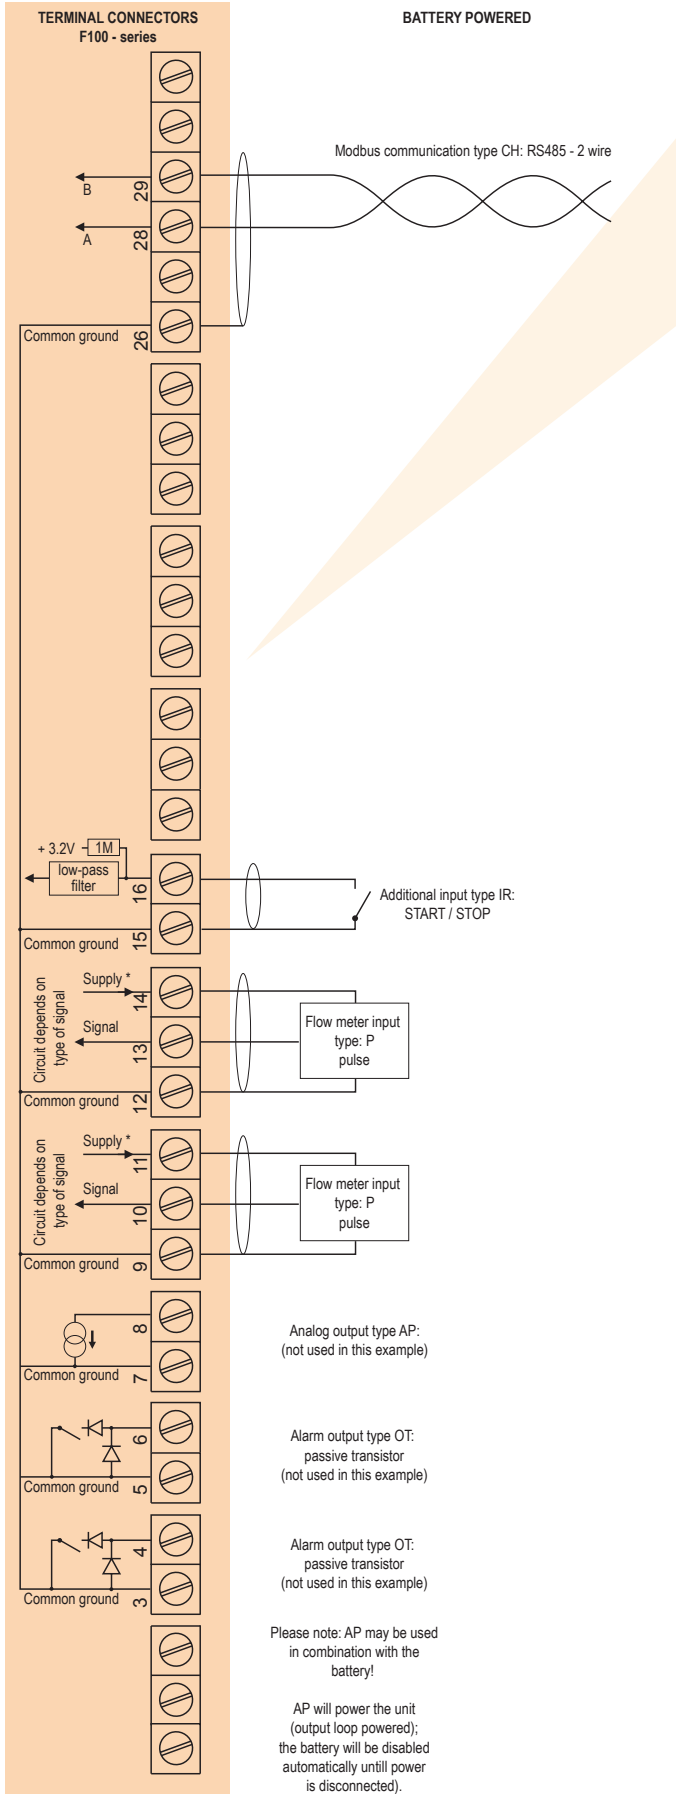 TERMINAL CONNECTORS
F100 - series
BATTERY POWERED
Modbus communication type CH: RS485 - 2 wire
B
29
A
28
Common ground
26
+ 3.2V
1M
low-pass
filter
16
Additional input type IR:
START / STOP
Common ground
15
Circuit depends on
type of signal
Supply *
14
Signal
13
Flow meter input
type: P
pulse
Common ground
12
Circuit depends on
type of signal
Supply *
11
Signal
10
Flow meter input
type: P
pulse
Common ground
9
8
Analog output type AP:
(not used in this example)
Common ground
7
6
Alarm output type OT:
passive transistor
(not used in this example)
Common ground
5
4
Alarm output type OT:
passive transistor
(not used in this example)
Common ground
3
Please note: AP may be used
in combination with the
battery!
AP will power the unit
(output loop powered);
the battery will be disabled
automatically untill power
is disconnected).